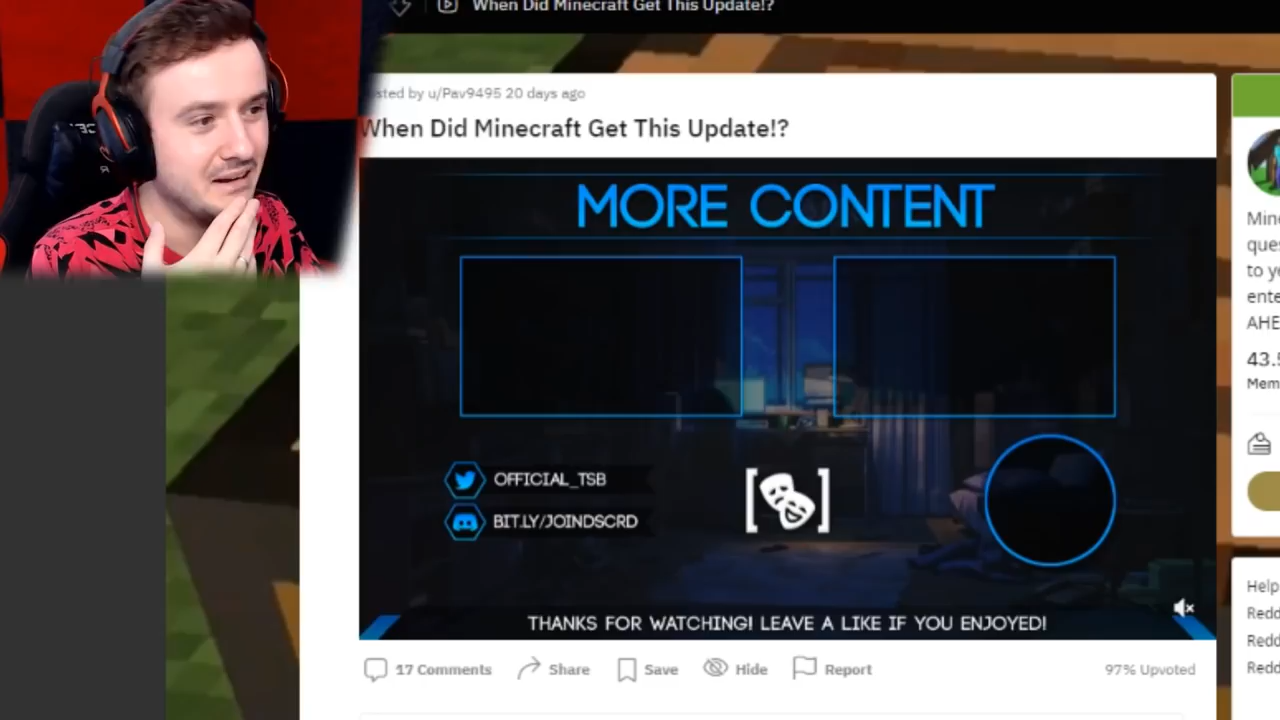 When Did Minecraft Get This Update!?
sted by u/Pav9495 20 days ago
When Did Minecraft Get This Update!?
MORE CONTENT
OFFICIAL_TSB
BIT.LY/JOINDSCRD
THANKS FOR WATCHING! LEAVE A LIKE IF YOU ENJOYED!
17 Comments Share Save Hide Report 97% Upvoted
Mine
ques
to yo
ente
AHE
43.5
Mem
Help
Redd
Redd
Redd